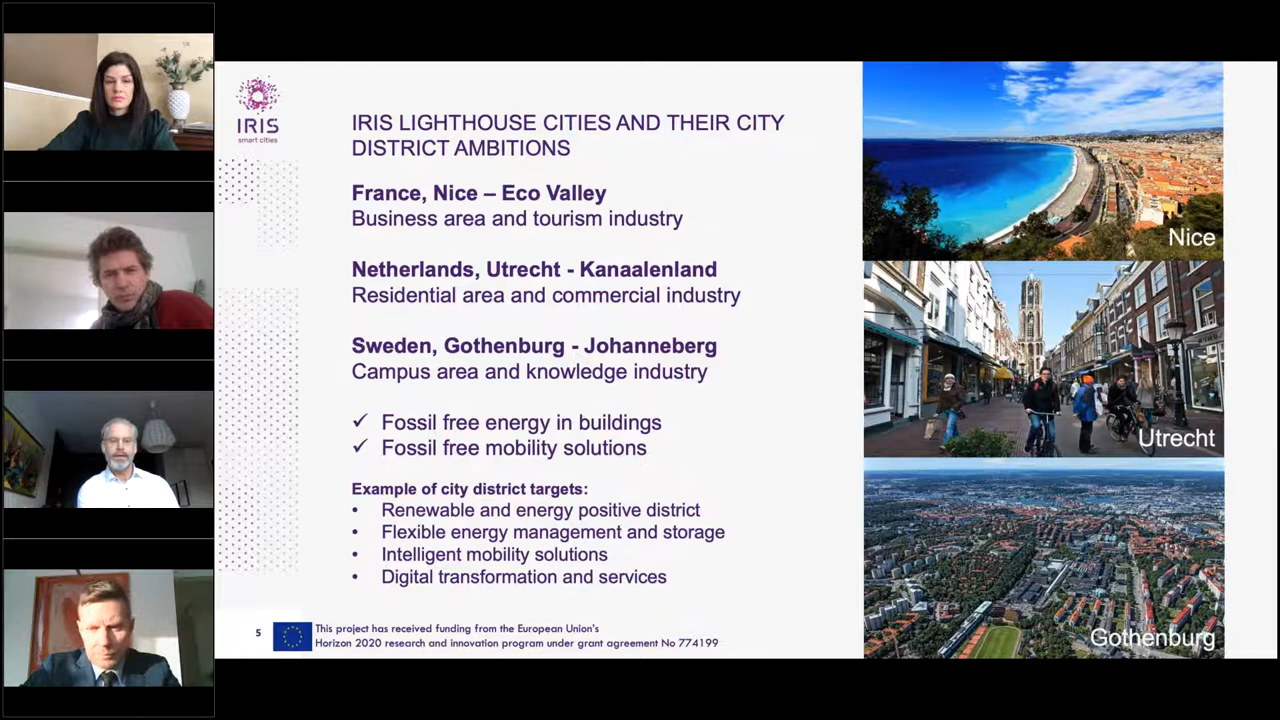 IRIS
smart cities
IRIS LIGHTHOUSE CITIES AND THEIR CITY
DISTRICT AMBITIONS
France, Nice – Eco Valley
Business area and tourism industry
Netherlands, Utrecht - Kanaalenland
Residential area and commercial industry
Sweden, Gothenburg - Johanneberg
Campus area and knowledge industry
✓ Fossil free energy in buildings
✓ Fossil free mobility solutions
Example of city district targets:
• Renewable and energy positive district
• Flexible energy management and storage
• Intelligent mobility solutions
• Digital transformation and services
5
This project has received funding from the European Union's
Horizon 2020 research and innovation program under grant agreement No 774199
Nice
Utrecht
Gothenburg